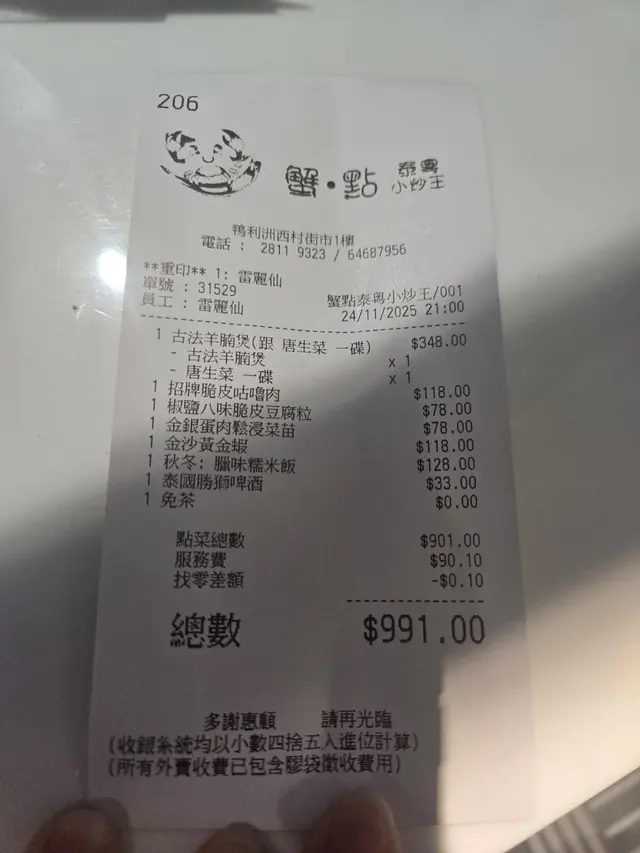 206
蟹·點 泰粵
小炒王
鴨利洲西村街市1樓
電話 : 2811 9323 / 64687956
**重印** 1: 雷麗仙
單號 : 31529 蟹點泰粵小炒王/001
員工 : 雷麗仙 24/11/2025 21:00
1 古法羊腩煲(跟 唐生菜 一碟) $348.00
- 古法羊腩煲 x 1
- 唐生菜 一碟 x 1
1 招牌脆皮咕嚕肉 $118.00
1 椒鹽八味脆皮豆腐粒 $78.00
1 金銀蛋肉鬆浸菜苗 $78.00
1 金沙黃金蝦 $118.00
1 秋冬: 臘味糯米飯 $128.00
1 泰國勝獅啤酒 $33.00
1 免茶 $0.00
點菜總數 $901.00
服務費 $90.10
找零差額 -$0.10
總數 $991.00
多謝惠顧 請再光臨
(收銀系統均以小數四捨五入進位計算)
(所有外賣收費已包含膠袋徵收費用)